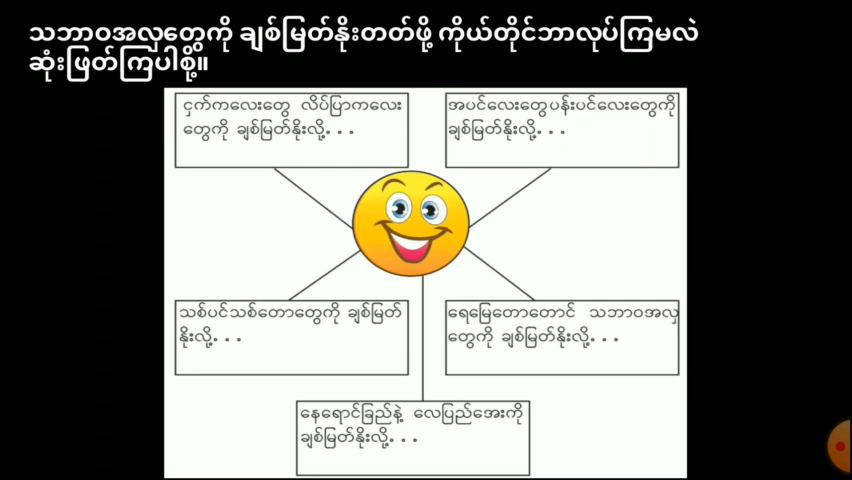 သဘာဝအလှတွေကို ချစ်မြတ်နိုးတတ်ဖို့ ကိုယ်တိုင်ဘာလုပ်ကြမလဲ
ဆုံးဖြတ်ကြပါစို့။
ငှက်ကလေးတွေ လိပ်ပြာကလေး
တွေကို ချစ်မြတ်နိုးလို့. . .
အပင်လေးတွေပန်းပင်လေးတွေကို
ချစ်မြတ်နိုးလို့. . .
သစ်ပင်သစ်တောတွေကို ချစ်မြတ်
နိုးလို့. . .
ရေမြေတောတောင် သဘာဝအလှ
တွေကို ချစ်မြတ်နိုးလို့. . .
နေရောင်ခြည်နဲ့ လေပြည်အေးကို
ချစ်မြတ်နိုးလို့. . .